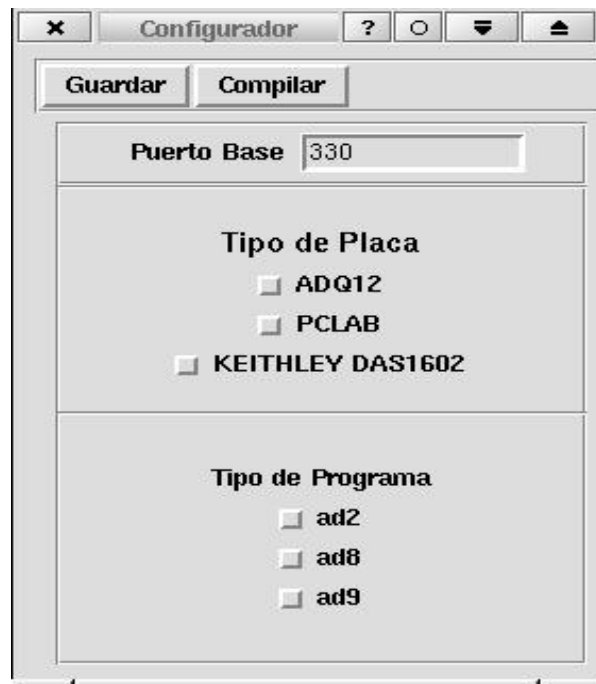 Configurador ?
Guardar Compilar
Puerto Base 330
Tipo de Placa
ADQ12
PCLAB
KEITHLEY DAS1602
Tipo de Programa
ad2
ad8
ad9